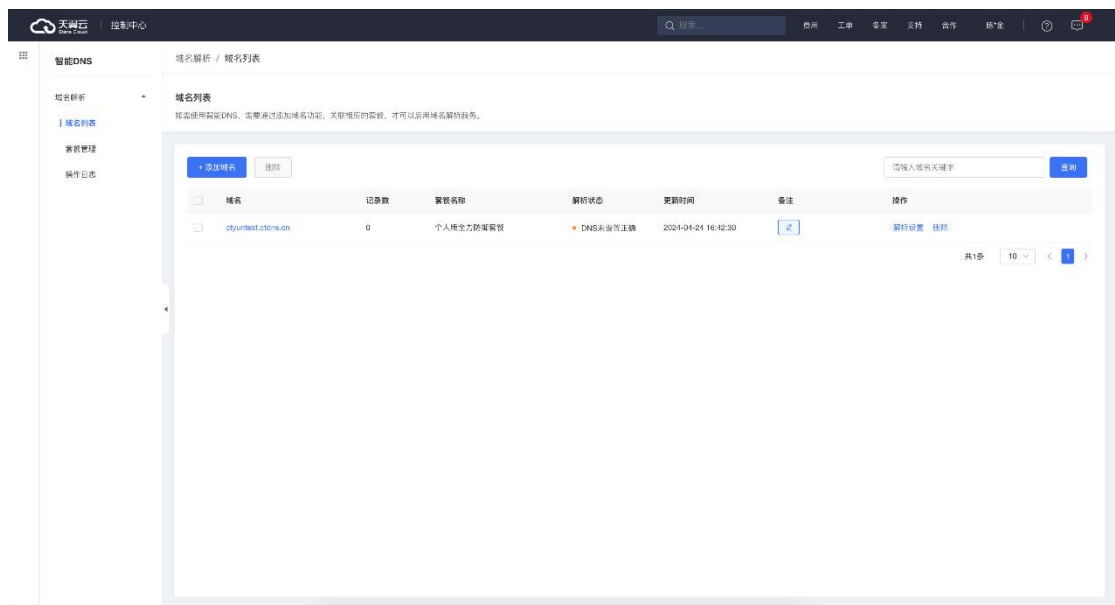 天翼云 控制中心 搜索... 费用 工单 备案 支持 合作 8
State Cloud
智能DNS 域名解析 / 域名列表
域名解析 域名列表
域名列表 如需使用智能DNS，需要通过添加域名功能，关联相应的套餐，才可以启用域名解析服务。
套餐管理
操作日志
+ 添加域名 删除 请输入域名关键字 查询
域名 记录数 套餐名称 解析状态 更新时间 备注 操作
ctyuntest.ctdns.cn 0 个人版全力防御套餐 DNS未设置正确 2024-04-24 16:42:30 解析设置 删除
共1条 10 1